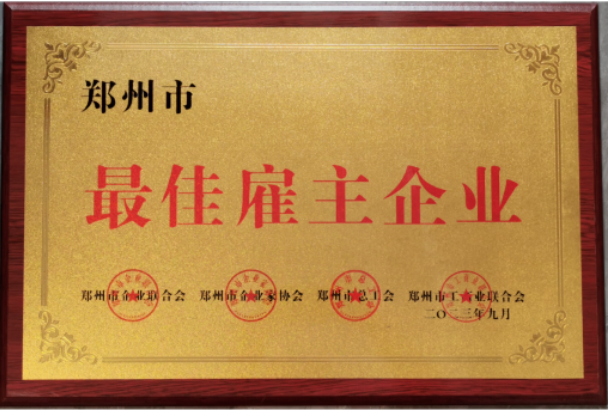 郑州市
最佳雇主企业
郑州市企业联合会 郑州市企业家协会 郑州市总工会 郑州市工商业联合会
二〇二三年九月